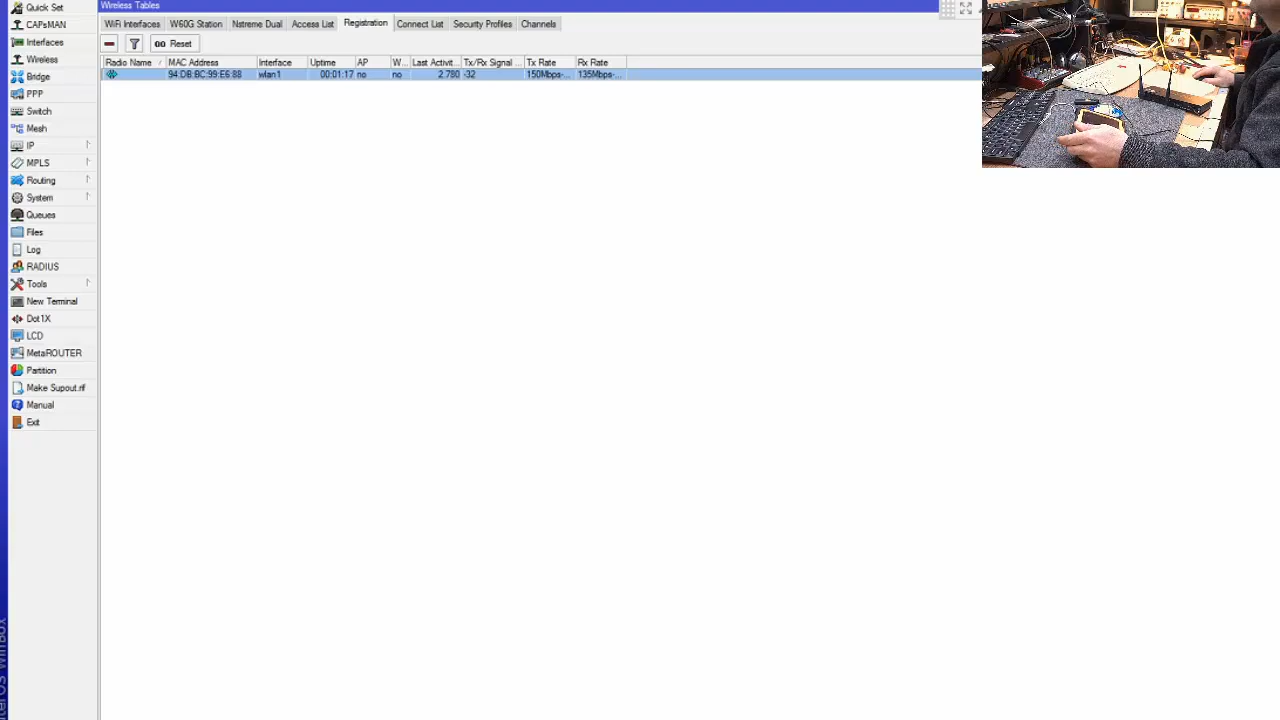 Wireless Tables
Quick Set
CAPsMAN
Interfaces
Wireless
Bridge
PPP
Switch
Mesh
IP
MPLS
Routing
System
Queues
Files
Log
RADIUS
Tools
New Terminal
Dot1X
LCD
MetaROUTER
Partition
Make Supout.rif
Manual
Exit
WiFi Interfaces W60G Station Nstreme Dual Access List Registration Connect List Security Profiles Channels
Reset
Radio Name MAC Address Interface Uptime AP W... Last Activit... Tx/Rx Signal ... Tx Rate Rx Rate
94:DB:BC:99:E6:88 wlan1 00:01:17 no no 2.780 -32 150Mbps-... 135Mbps-...
WinBox